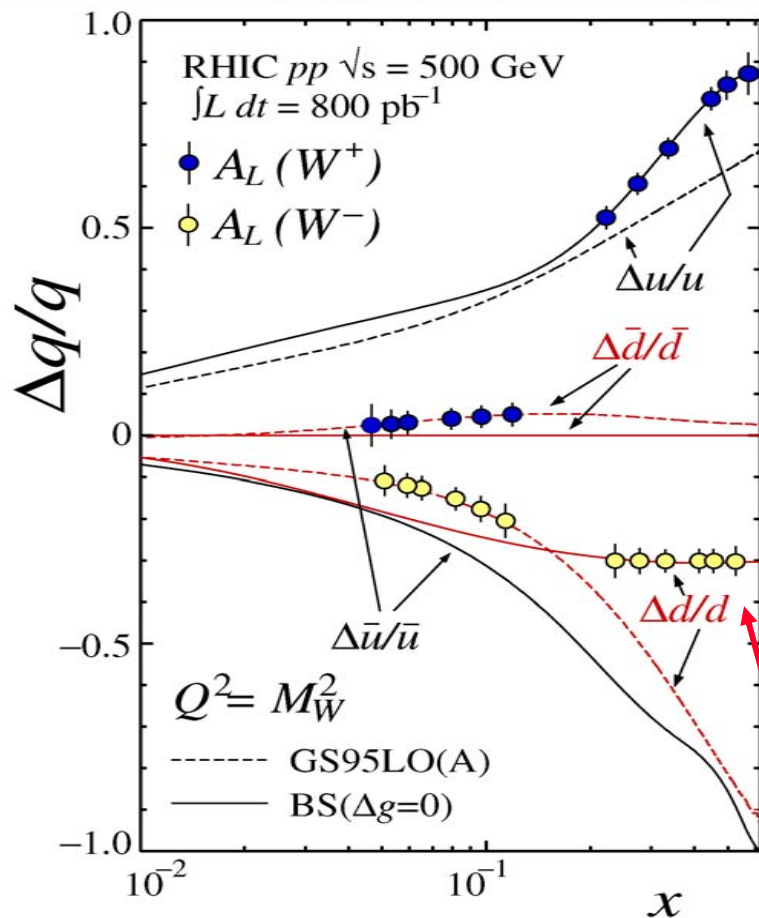 1.0
RHIC pp √s = 500 GeV
∫L dt = 800 pb⁻¹
A_L (W⁺)
A_L (W⁻)
0.5
Δu/u
Δq/q
Δd̄/d̄
0
Δd/d
Δū/ū
−0.5
Q² = M_W²
GS95LO(A)
BS(Δg=0)
−1.0
10⁻²
10⁻¹
x